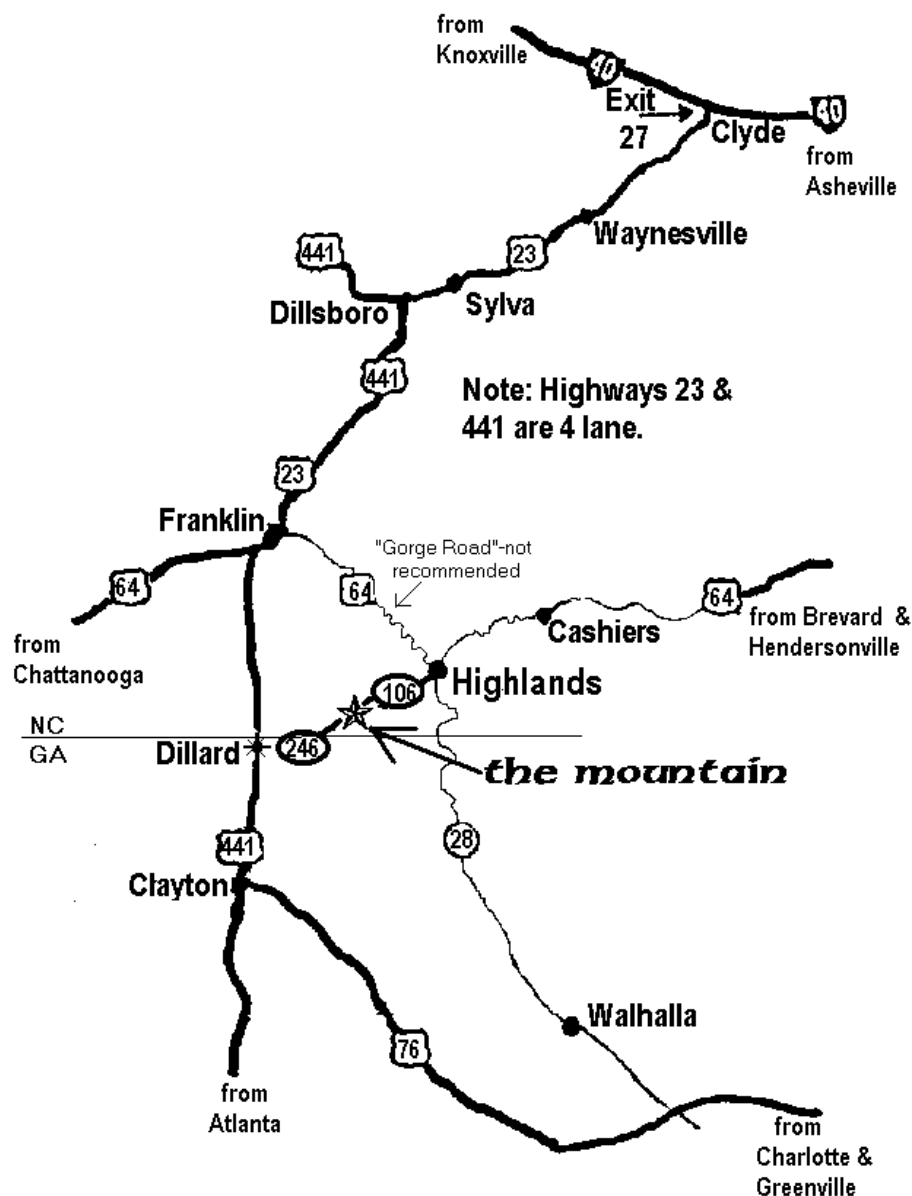 from
Knoxville
40
Exit
27
40
Clyde
from
Asheville
Waynesville
23
441
Sylva
Dillsboro
441
Note: Highways 23 &
441 are 4 lane.
23
Franklin
"Gorge Road"-not
recommended
64
64
64
from Brevard &
Hendersonville
Cashiers
from
Chattanooga
Highlands
106
NC
GA
Dillard
246
the mountain
441
28
Clayton
Walhalla
76
from
Atlanta
from
Charlotte &
Greenville